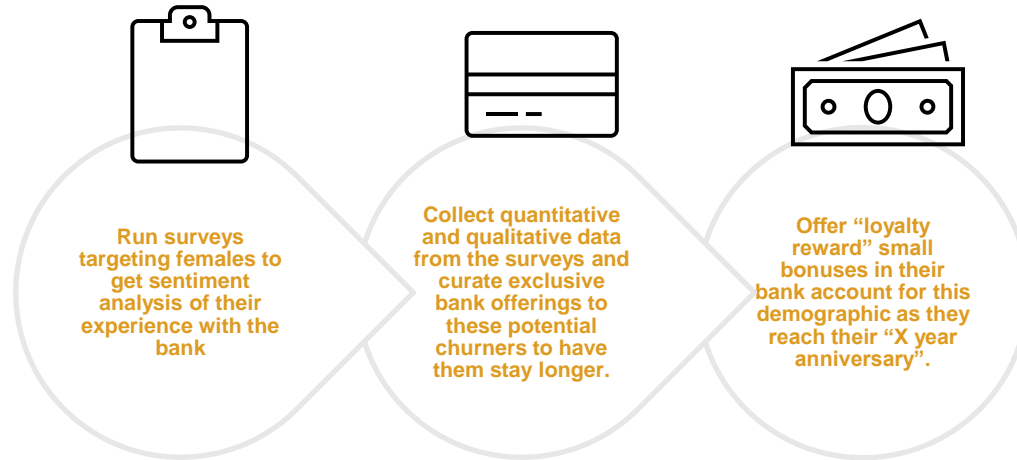 Run surveys
targeting females to
get sentiment
analysis of their
experience with the
bank
Collect quantitative
and qualitative data
from the surveys and
curate exclusive
bank offerings to
these potential
churners to have
them stay longer.
Offer “loyalty
reward” small
bonuses in their
bank account for this
demographic as they
reach their “X year
anniversary”.